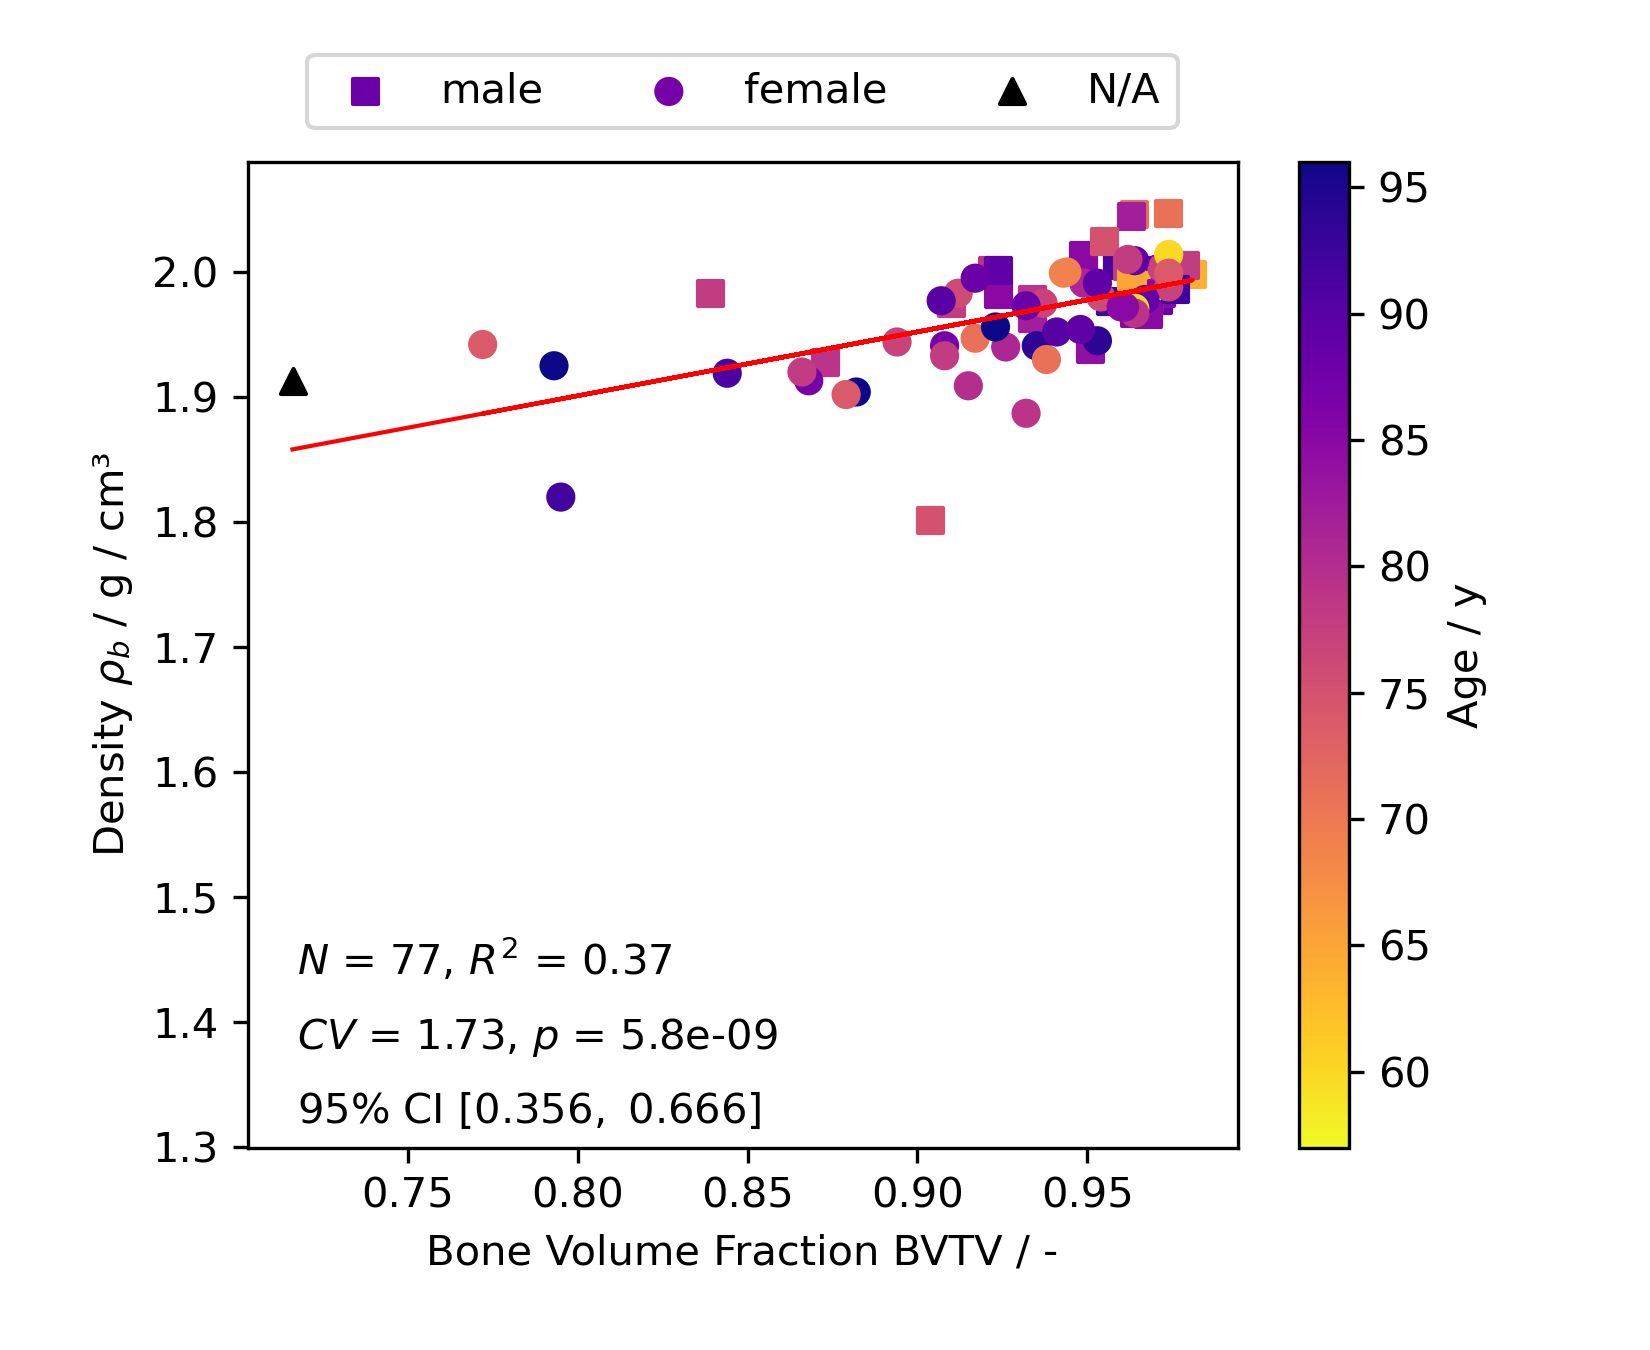 male female N/A
2.0
1.9
1.8
1.7
1.6
1.5
1.4
1.3
Density ρb / g / cm³
N = 77, R² = 0.37
CV = 1.73, p = 5.8e-09
95% CI [0.356, 0.666]
0.75 0.80 0.85 0.90 0.95
Bone Volume Fraction BVTV / -
95
90
85
80
75
70
65
60
Age / y